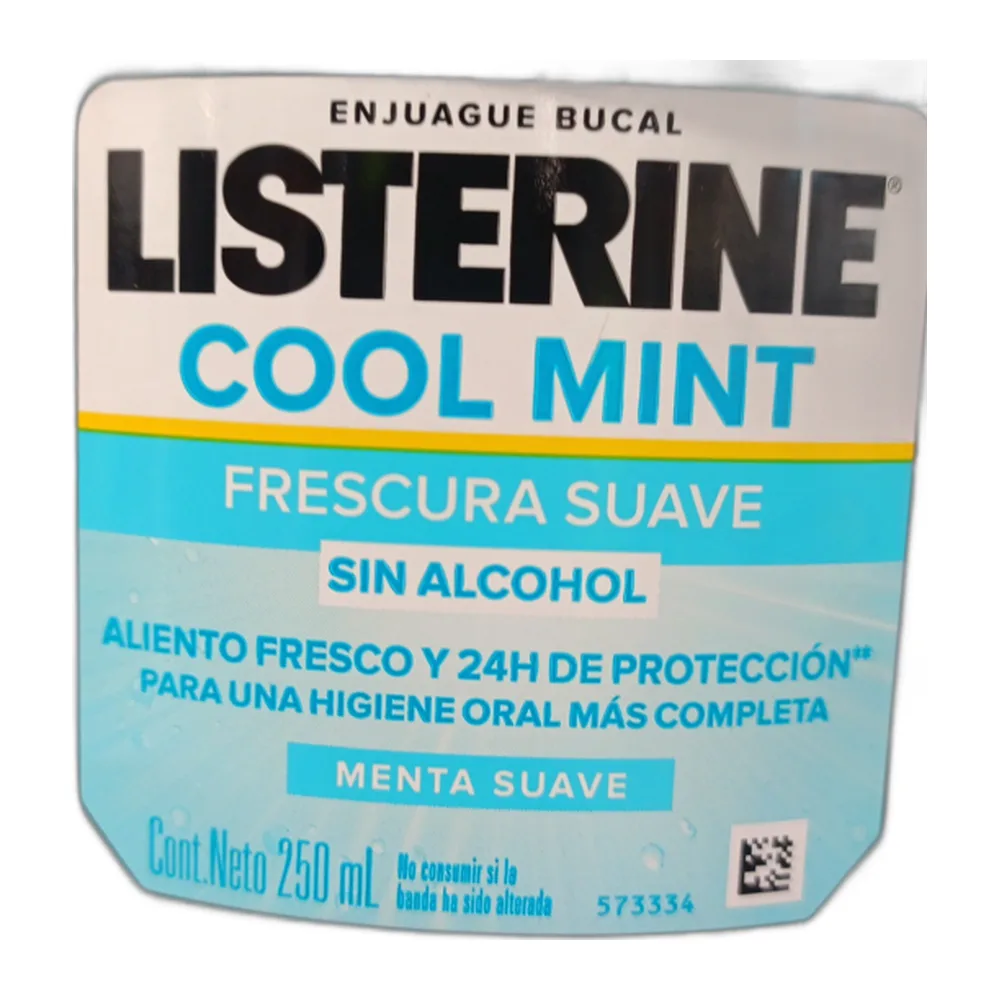 ENJUAGUE BUCAL
LISTERINE®
COOL MINT
FRESCURA SUAVE
SIN ALCOHOL
ALIENTO FRESCO Y 24H DE PROTECCIÓN**
PARA UNA HIGIENE ORAL MÁS COMPLETA
MENTA SUAVE
Cont.Neto 250 mL
No consumir si la
banda ha sido alterada
573334